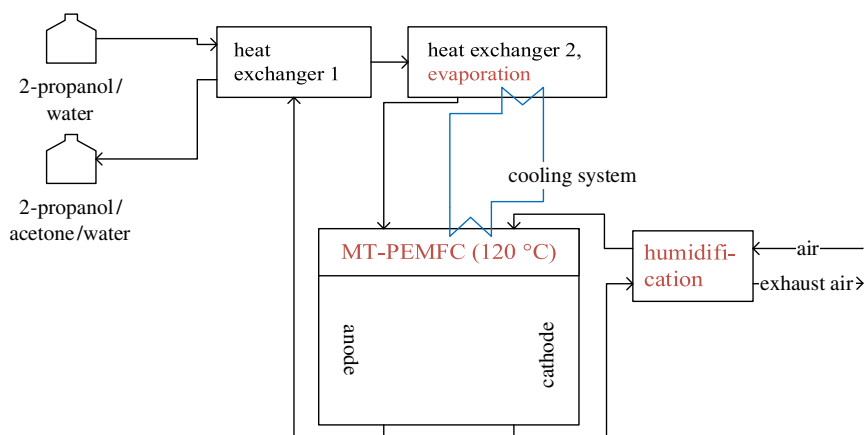 heat
exchanger 1
heat exchanger 2,
evaporation
2-propanol/
water
2-propanol/
acetone/water
cooling system
MT-PEMFC (120 °C)
humidifi-
cation
air
exhaust air
anode
cathode